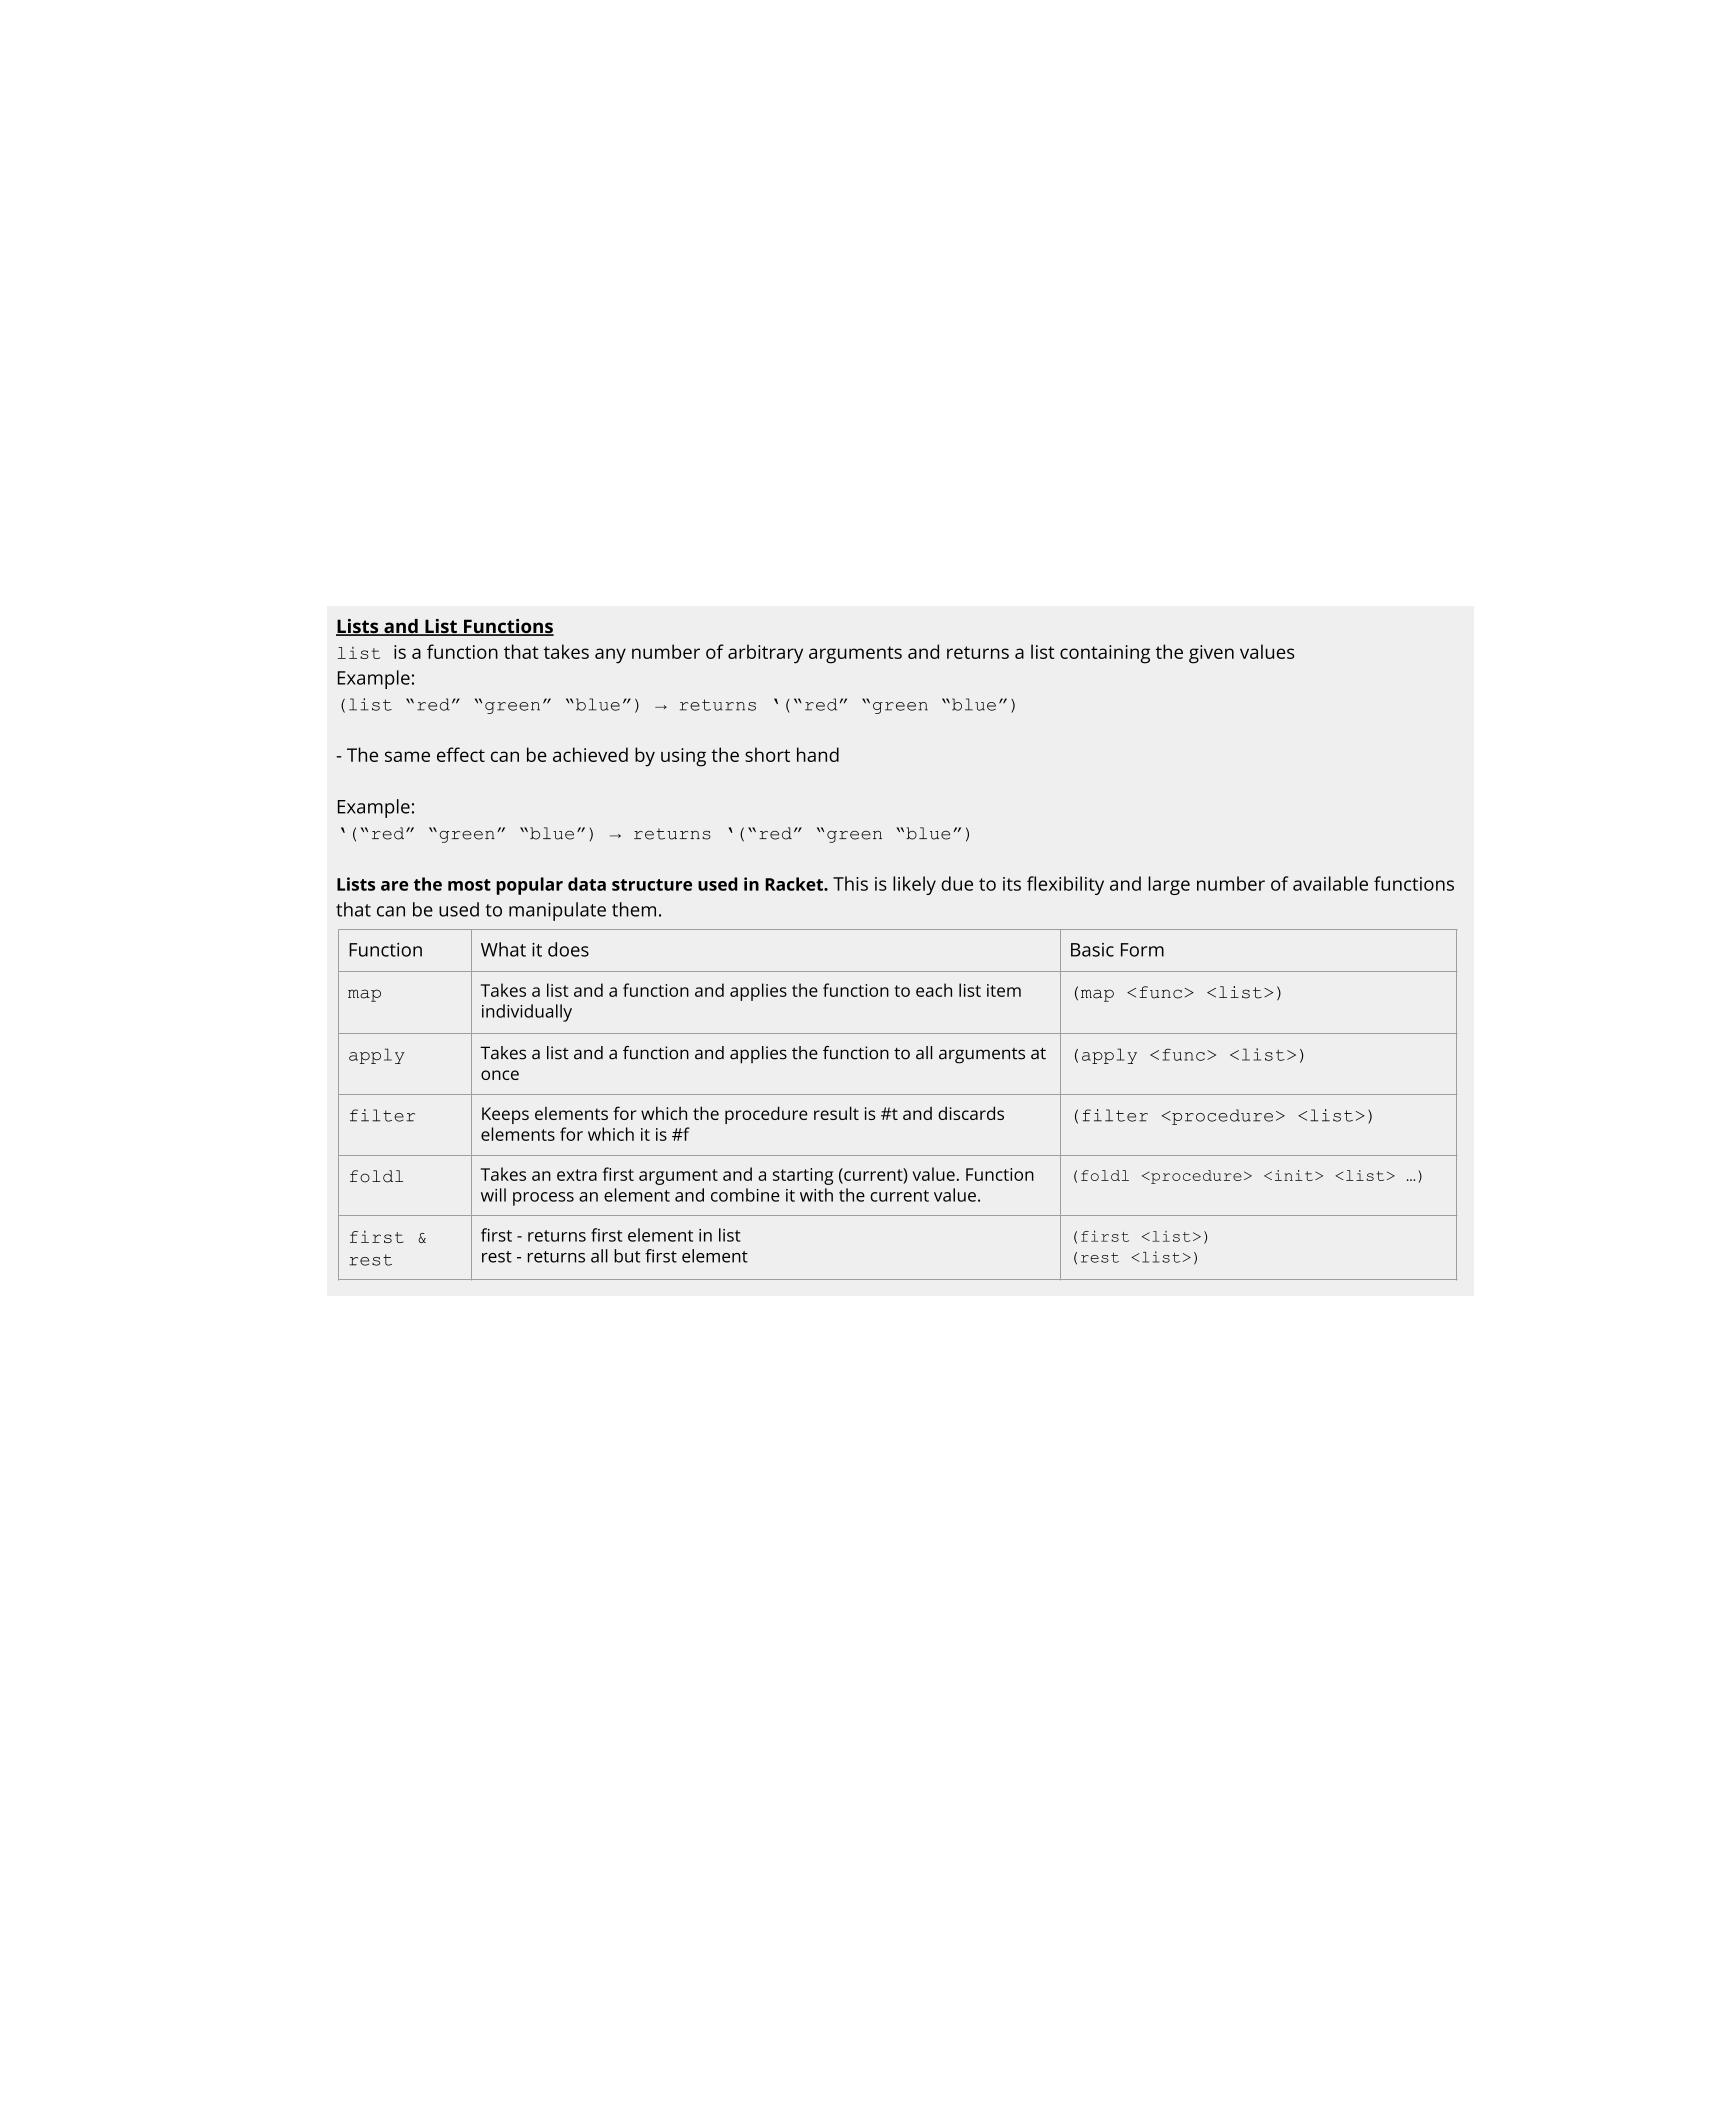 Lists and List Functions
list is a function that takes any number of arbitrary arguments and returns a list containing the given values
Example:
(list “red” “green” “blue”) → returns ‘(“red” “green “blue”)
- The same effect can be achieved by using the short hand
Example:
‘(“red” “green” “blue”) → returns ‘(“red” “green “blue”)
Lists are the most popular data structure used in Racket. This is likely due to its flexibility and large number of available functions
that can be used to manipulate them.
Function What it does Basic Form
map Takes a list and a function and applies the function to each list item (map <func> <list>)
individually
apply Takes a list and a function and applies the function to all arguments at (apply <func> <list>)
once
filter Keeps elements for which the procedure result is #t and discards (filter <procedure> <list>)
elements for which it is #f
foldl Takes an extra first argument and a starting (current) value. Function (foldl <procedure> <init> <list> …)
will process an element and combine it with the current value.
first & first - returns first element in list (first <list>)
rest rest - returns all but first element (rest <list>)